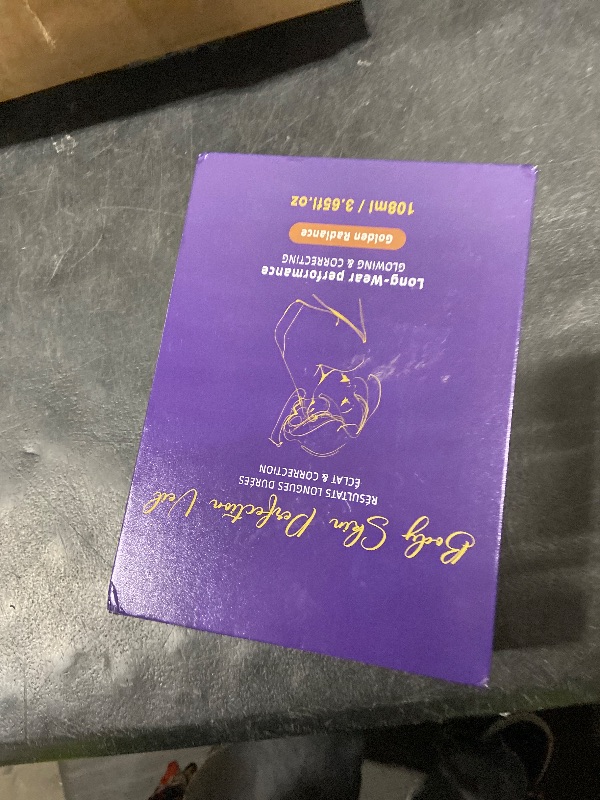 Body Skin Perfection Veil
RÉSULTATS LONGUES DURÉES
ÉCLAT & CORRECTION
Long-Wear performance
GLOWING & CORRECTING
Golden Radiance
108ml / 3.65fl.oz